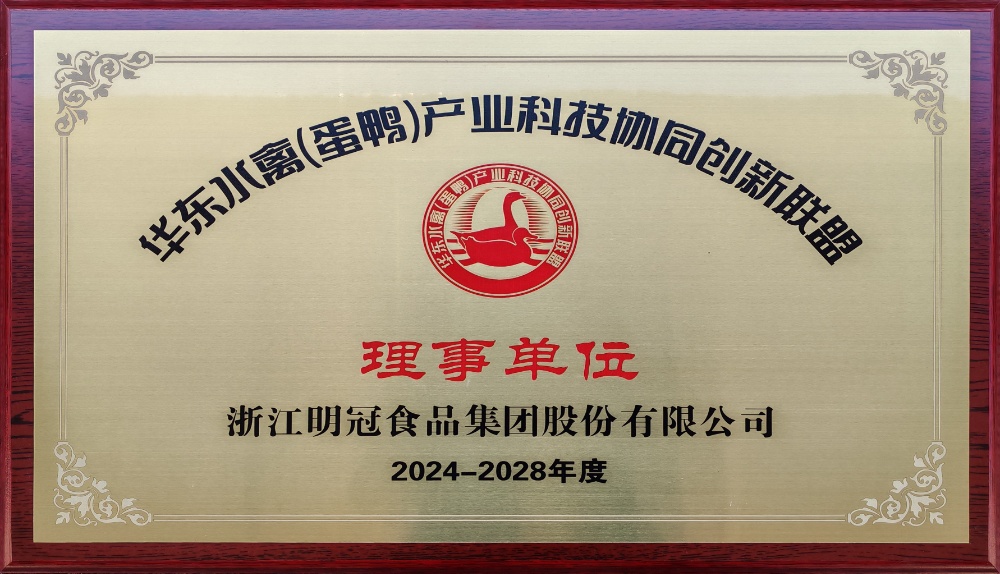 华东水禽(蛋鸭)产业科技协同创新联盟
华东水禽(蛋鸭)产业科技协同创新联盟
理事单位
浙江明冠食品集团股份有限公司
2024-2028年度